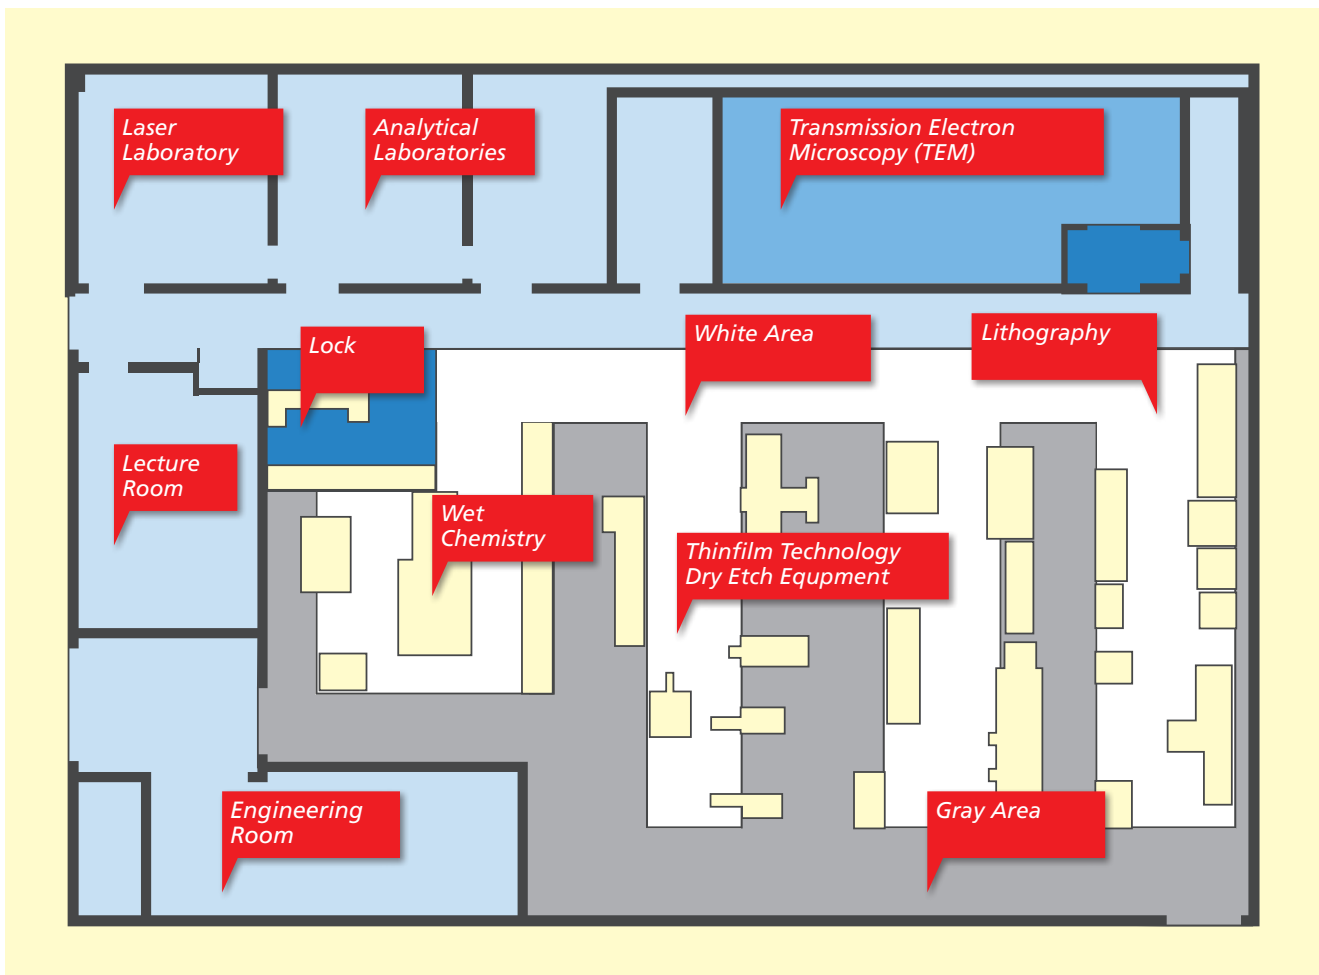 Laser
Laboratory
Analytical
Laboratories
Transmission Electron
Microscopy (TEM)
Lock
White Area
Lithography
Lecture
Room
Wet
Chemistry
Thinfilm Technology
Dry Etch Equpment
Engineering
Room
Gray Area